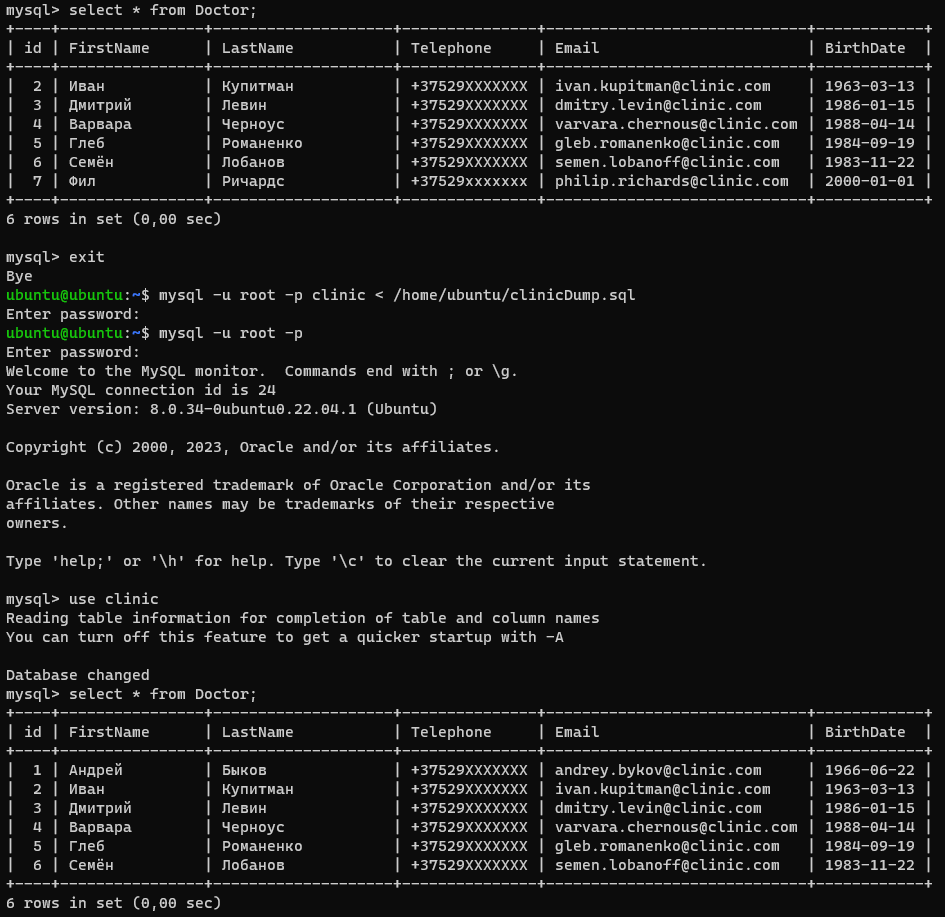 mysql> select * from Doctor;
+----+----------------+--------------------+---------------+-----------------------------+------------+
| id | FirstName      | LastName           | Telephone     | Email                       | BirthDate  |
+----+----------------+--------------------+---------------+-----------------------------+------------+
|  2 | Иван           | Купитман           | +37529XXXXXXX | ivan.kupitman@clinic.com    | 1963-03-13 |
|  3 | Дмитрий        | Левин              | +37529XXXXXXX | dmitry.levin@clinic.com     | 1986-01-15 |
|  4 | Варвара        | Черноус            | +37529XXXXXXX | varvara.chernous@clinic.com | 1988-04-14 |
|  5 | Глеб           | Романенко          | +37529XXXXXXX | gleb.romanenko@clinic.com   | 1984-09-19 |
|  6 | Семён          | Лобанов            | +37529XXXXXXX | semen.lobanoff@clinic.com   | 1983-11-22 |
|  7 | Фил            | Ричардс            | +37529xxxxxxx | philip.richards@clinic.com  | 2000-01-01 |
+----+----------------+--------------------+---------------+-----------------------------+------------+
6 rows in set (0,00 sec)
mysql> exit
Bye
ubuntu@ubuntu:~$ mysql -u root -p clinic < /home/ubuntu/clinicDump.sql
Enter password:
ubuntu@ubuntu:~$ mysql -u root -p
Enter password:
Welcome to the MySQL monitor.  Commands end with ; or \g.
Your MySQL connection id is 24
Server version: 8.0.34-0ubuntu0.22.04.1 (Ubuntu)
Copyright (c) 2000, 2023, Oracle and/or its affiliates.
Oracle is a registered trademark of Oracle Corporation and/or its
affiliates. Other names may be trademarks of their respective
owners.
Type 'help;' or '\h' for help. Type '\c' to clear the current input statement.
mysql> use clinic
Reading table information for completion of table and column names
You can turn off this feature to get a quicker startup with -A
Database changed
mysql> select * from Doctor;
+----+----------------+--------------------+---------------+-----------------------------+------------+
| id | FirstName      | LastName           | Telephone     | Email                       | BirthDate  |
+----+----------------+--------------------+---------------+-----------------------------+------------+
|  1 | Андрей         | Быков              | +37529XXXXXXX | andrey.bykov@clinic.com     | 1966-06-22 |
|  2 | Иван           | Купитман           | +37529XXXXXXX | ivan.kupitman@clinic.com    | 1963-03-13 |
|  3 | Дмитрий        | Левин              | +37529XXXXXXX | dmitry.levin@clinic.com     | 1986-01-15 |
|  4 | Варвара        | Черноус            | +37529XXXXXXX | varvara.chernous@clinic.com | 1988-04-14 |
|  5 | Глеб           | Романенко          | +37529XXXXXXX | gleb.romanenko@clinic.com   | 1984-09-19 |
|  6 | Семён          | Лобанов            | +37529XXXXXXX | semen.lobanoff@clinic.com   | 1983-11-22 |
+----+----------------+--------------------+---------------+-----------------------------+------------+
6 rows in set (0,00 sec)